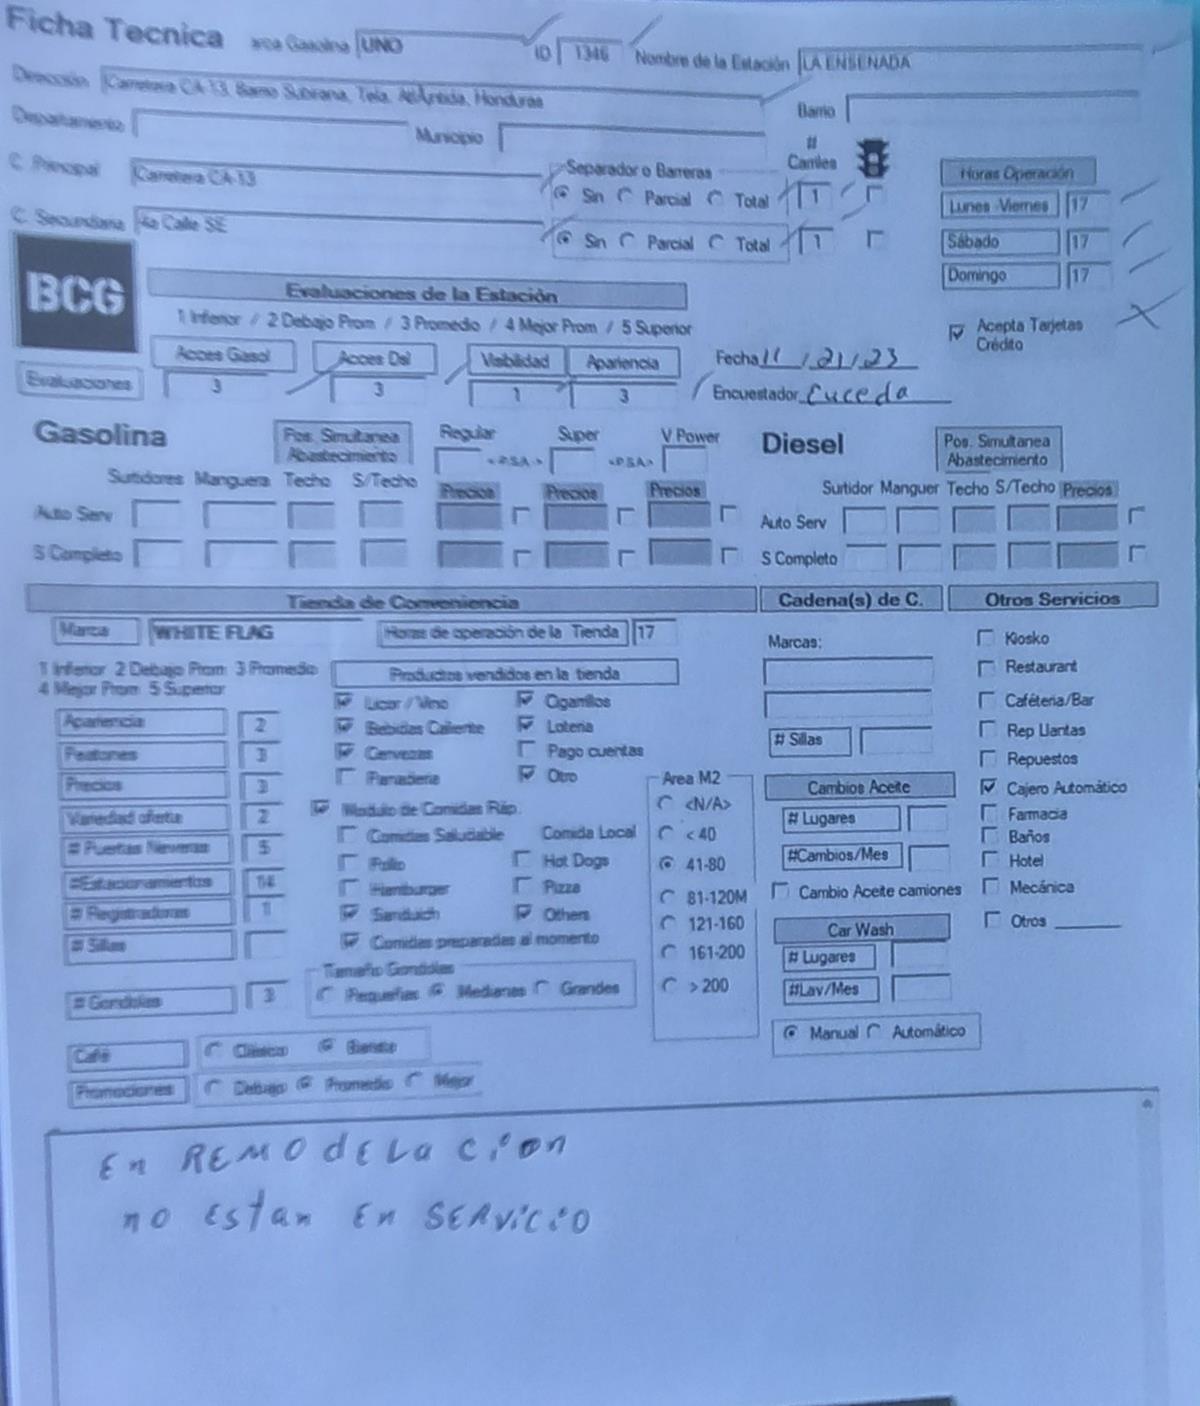 Ficha Tecnica arca Gasolina UNO ID 1346 Nombre de la Estación LA ENSENADA
Dirección Carretera CA-13, Barrio Subirana, Tela, AtlÃ¡ntida, Honduras Barrio
Departamento Municipio
# Carriles
C. Principal Carretera CA-13 Separador o Barreras Sin Parcial Total 1
C. Secundaria 4a Calle SE Sin Parcial Total 1
Horas Operación
Lunes -Viernes 17
Sábado 17
Domingo 17
Acepta Tarjetas Crédito
BCG
Evaluaciones de la Estación
1 Inferior / 2 Debajo Prom / 3 Promedio / 4 Mejor Prom / 5 Superior
Acces Gasol Acces Dsl Visibilidad Apariencia
Evaluaciones 3 3 1 3
Fecha 11/21/23
Encuestador Euceda
Gasolina Pos. Simultanea Abastecimiento Regular <-P.S.A.-> Super <-P.S.A> V Power
Surtidores Manguera Techo S/Techo Precios Precios Precios
Auto Serv
S Completo
Diesel Pos. Simultanea Abastecimiento
Surtidor Manguer Techo S/Techo Precios
Auto Serv
S Completo
Tienda de Conveniencia Cadena(s) de C. Otros Servicios
Marca WHITE FLAG Horas de operación de la Tienda 17
1 Inferior 2 Debajo Prom 3 Promedio
4 Mejor Prom 5 Superior
Apariencia 2
Peatones 3
Precios 3
Variedad oferta 2
# Puertas Neveras 5
#Estacionamientos 14
# Registradoras 1
# Sillas
# Gondolas 3
Productos vendidos en la tienda
Licor / Vino Cigarrillos
Bebidas Caliente Loteria
Cervezas Pago cuentas
Panaderia Otro
Modulo de Comidas Ráp.
Comidas Saludable Comida Local
Pollo Hot Dogs
Hamburger Pizza
Sanduich Others
Comidas preparadas al momento
Tamaño Gondolas
Pequeñas Medianas Grandes
Area M2
<N/A>
< 40
41-80
81-120M
121-160
161-200
> 200
Café Clásico Barista
Promociones Debajo Promedio Mejor
Marcas:
# Sillas
Cambios Aceite
# Lugares
#Cambios/Mes
Cambio Aceite camiones
Car Wash
# Lugares
#Lav/Mes
Manual Automático
Kiosko
Restaurant
Caféteria/Bar
Rep Llantas
Repuestos
Cajero Automático
Farmacia
Baños
Hotel
Mecánica
Otros
En REMOdELacion
no Estan En SERViciO